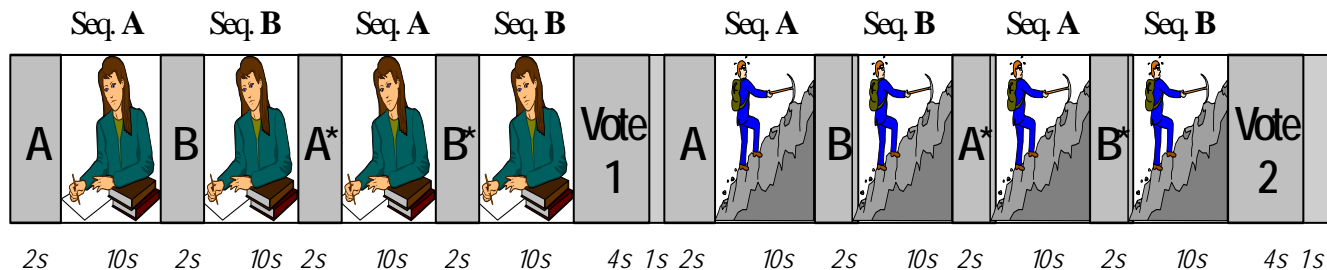 Seq. A Seq. B Seq. A Seq. B Seq. A Seq. B Seq. A Seq. B
A B A* B* Vote 1 A B A* B* Vote 2
2s 10s 2s 10s 2s 10s 2s 10s 4s 1s 2s 10s 2s 10s 2s 10s 2s 10s 4s 1s